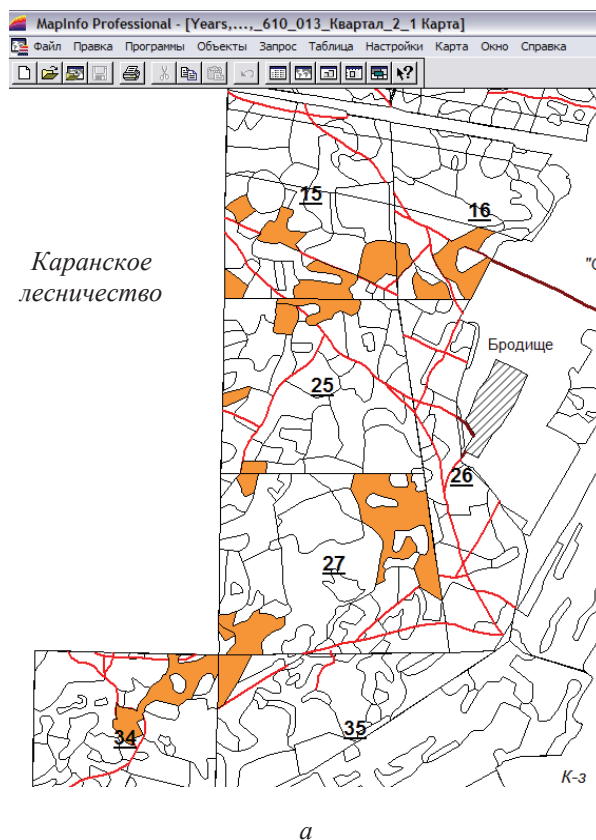 MapInfo Professional - [Years,...,_610_013_Квартал_2_1 Карта]
Файл Правка Программы Объекты Запрос Таблица Настройки Карта Окно Справка
15
16
Каранское
лесничество
"С
Бродище
25
26
27
34
35
К-з
а